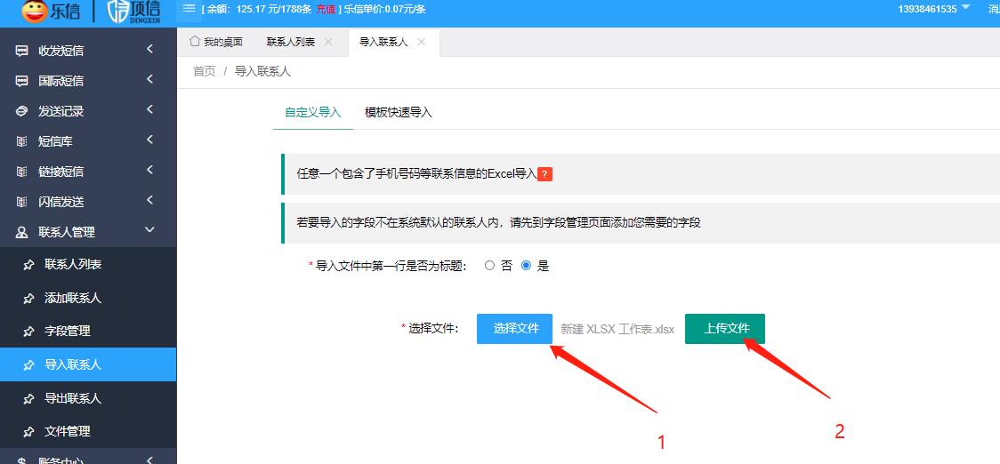 乐信 顶信 DINGXIN
[ 余额：125.17 元/1788条 充值 ] 乐信单价:0.07元/条
13938461535
我的桌面 联系人列表 导入联系人
首页 / 导入联系人
收发短信
国际短信
发送记录
短信库
链接短信
闪信发送
联系人管理
联系人列表
添加联系人
字段管理
导入联系人
导出联系人
文件管理
账务中心
自定义导入 模板快速导入
任意一个包含了手机号码等联系信息的Excel导入 ?
若要导入的字段不在系统默认的联系人内，请先到字段管理页面添加您需要的字段
* 导入文件中第一行是否为标题： 否 是
* 选择文件： 选择文件 新建 XLSX 工作表.xlsx 上传文件
1 2